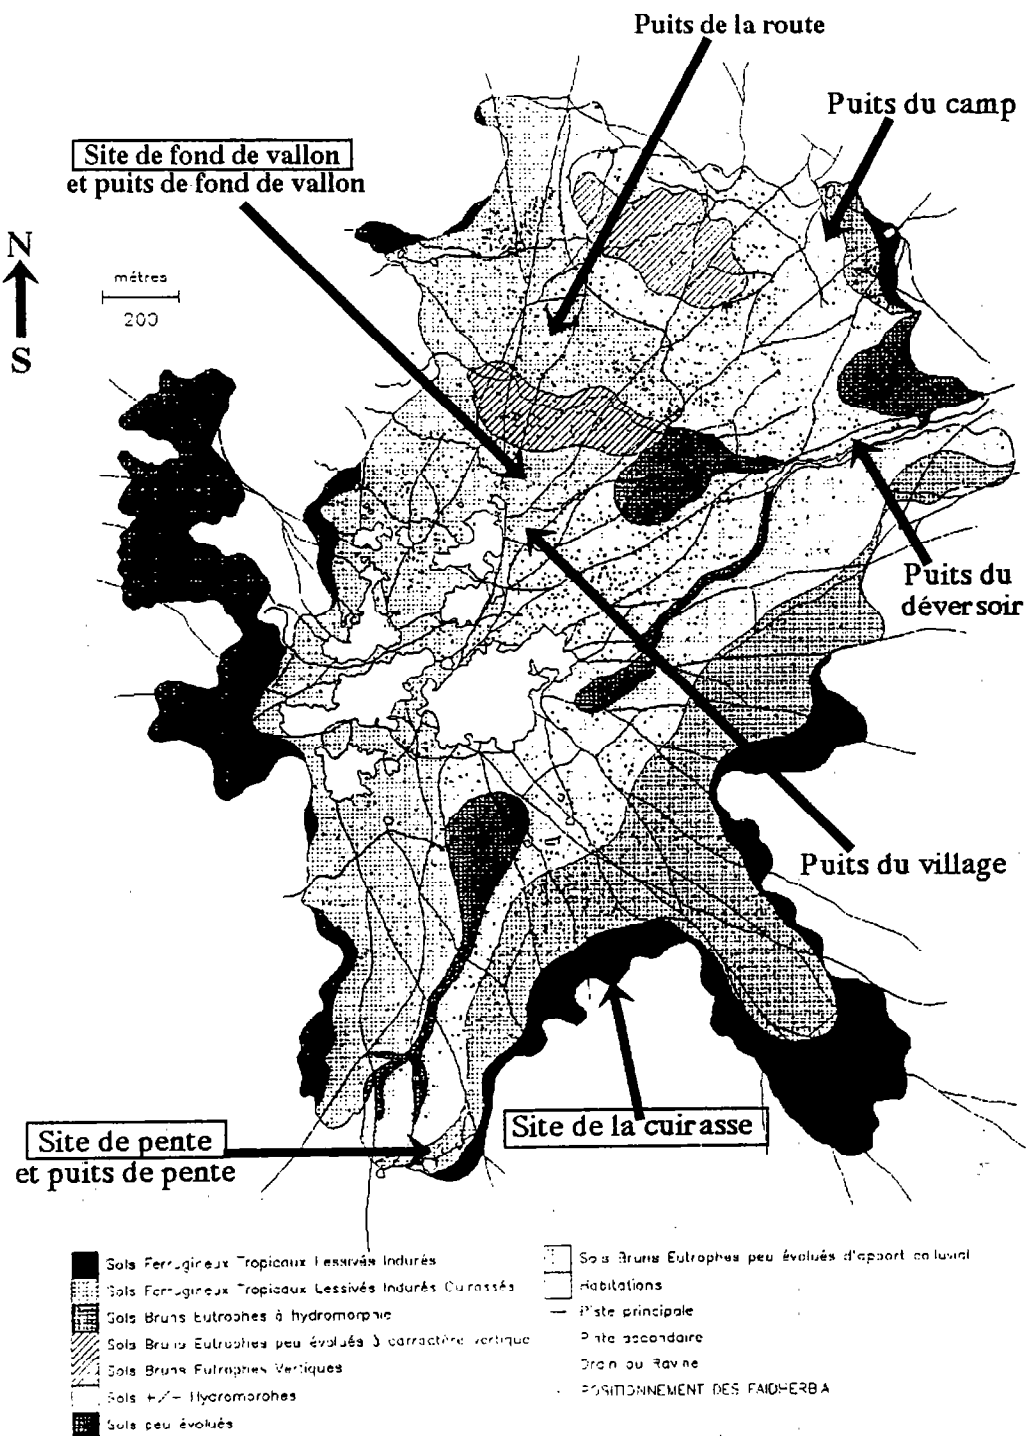 Puits de la route
Puits du camp
Site de fond de vallon
et puits de fond de vallon
N
mètres
200
S
Puits du
déversoir
Puits du village
Site de la cuirasse
Site de pente
et puits de pente
Sols Ferrugineux Tropicaux Lessivés Indurés
Sols Ferrugineux Tropicaux Lessivés Indurés Cuirassés
Sols Bruns Eutrophes à hydromorphie
Sols Bruns Eutrophes peu évolués à carractère vertique
Sols Bruns Eutrophes Vertiques
Sols +/- Hydromorphes
Sols peu évolués
Sols Bruns Eutrophes peu évolués d'apport colluvial
Habitations
Piste principale
Piste secondaire
Drain ou Ravine
POSITIONNEMENT DES FAIDHERBIA